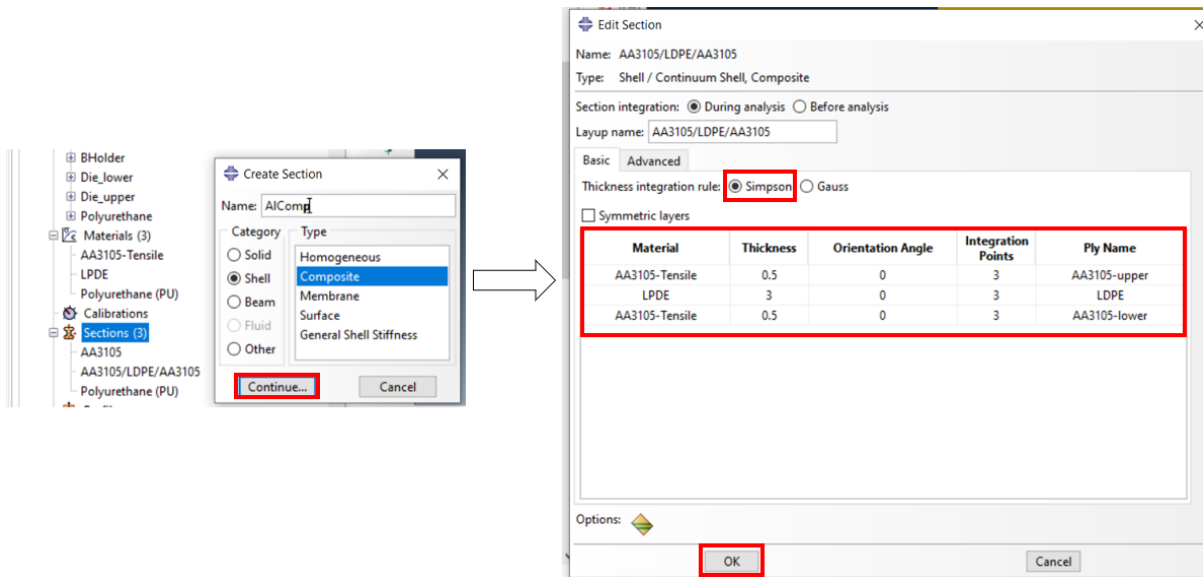 BHolder
Die_lower
Die_upper
Polyurethane
Materials (3)
AA3105-Tensile
LPDE
Polyurethane (PU)
Calibrations
Sections (3)
AA3105
AA3105/LDPE/AA3105
Polyurethane (PU)
Create Section
Name: AlComp
Category Type
Solid
Shell
Beam
Fluid
Other
Homogeneous
Composite
Membrane
Surface
General Shell Stiffness
Continue... Cancel
Edit Section
Name: AA3105/LDPE/AA3105
Type: Shell / Continuum Shell, Composite
Section integration: During analysis Before analysis
Layup name: AA3105/LDPE/AA3105
Basic Advanced
Thickness integration rule: Simpson Gauss
Symmetric layers
Material Thickness Orientation Angle Integration Points Ply Name
AA3105-Tensile 0.5 0 3 AA3105-upper
LPDE 3 0 3 LDPE
AA3105-Tensile 0.5 0 3 AA3105-lower
Options:
OK Cancel